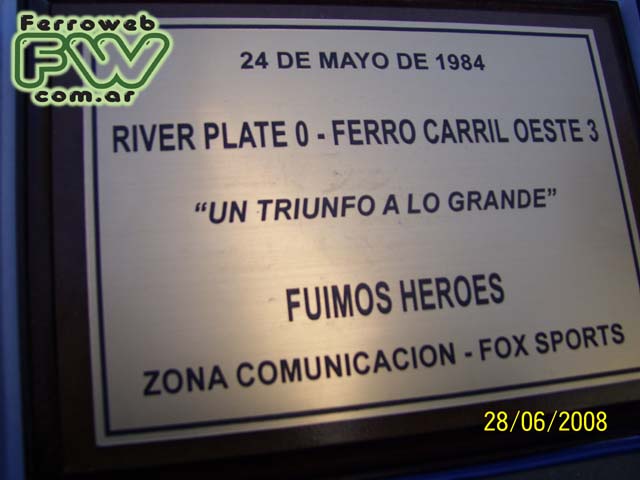 Ferroweb
FW
com.ar
24 DE MAYO DE 1984
RIVER PLATE 0 - FERRO CARRIL OESTE 3
“UN TRIUNFO A LO GRANDE”
FUIMOS HEROES
ZONA COMUNICACION - FOX SPORTS
28/06/2008